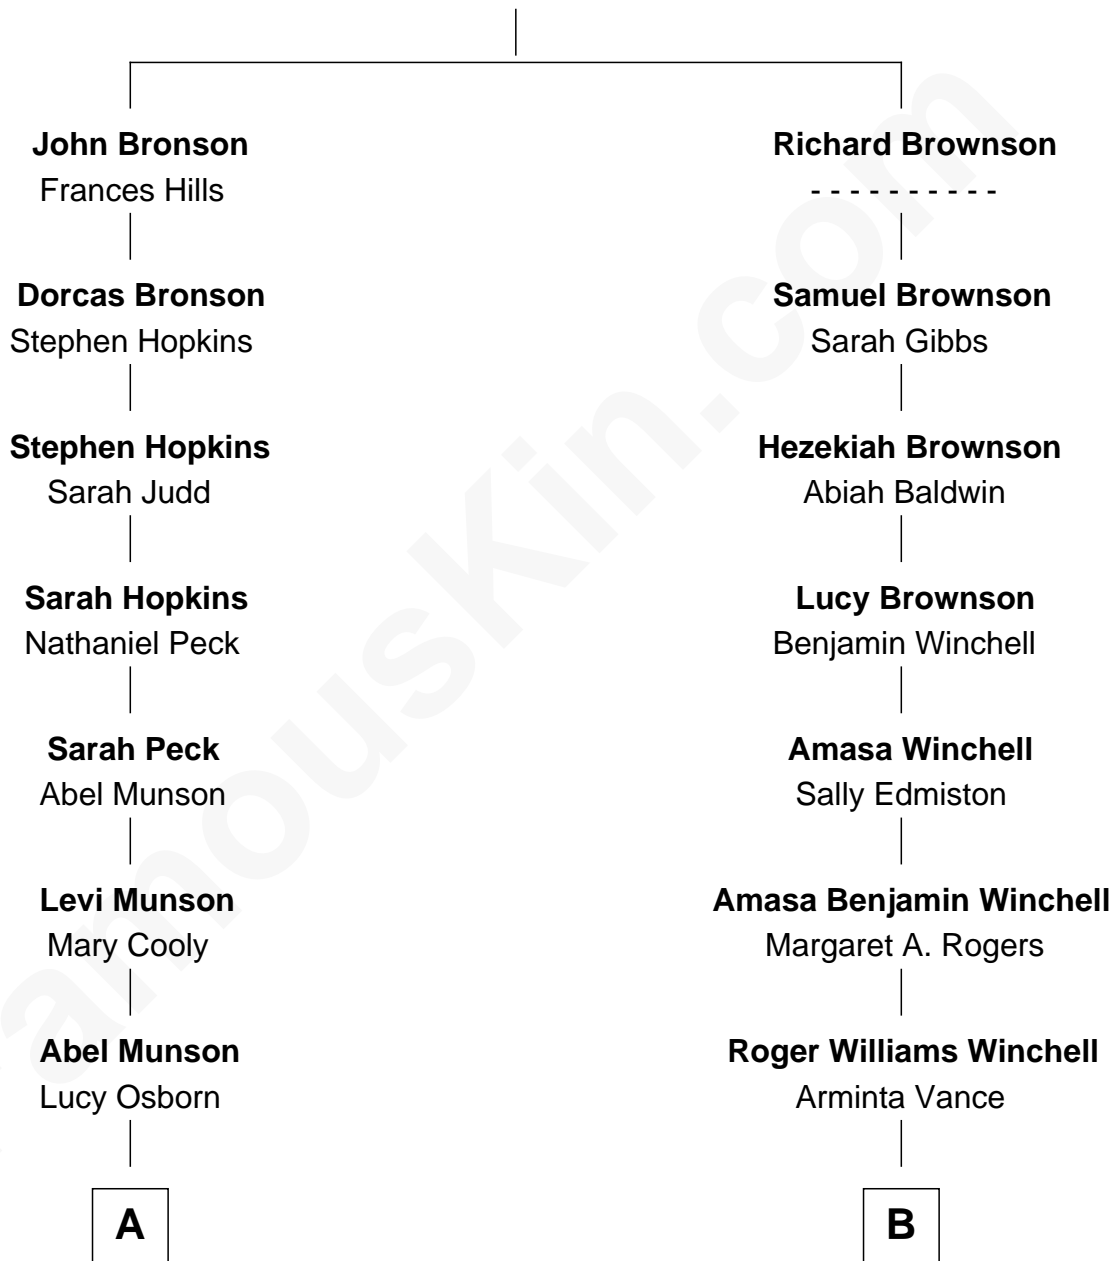 John Bronson
Frances Hills
Dorcas Bronson
Stephen Hopkins
Stephen Hopkins
Sarah Judd
Sarah Hopkins
Nathaniel Peck
Sarah Peck
Abel Munson
Levi Munson
Mary Cooly
Abel Munson
Lucy Osborn
A
Richard Brownson
- - - - - - - - - -
Samuel Brownson
Sarah Gibbs
Hezekiah Brownson
Abiah Baldwin
Lucy Brownson
Benjamin Winchell
Amasa Winchell
Sally Edmiston
Amasa Benjamin Winchell
Margaret A. Rogers
Roger Williams Winchell
Arminta Vance
B
amousKin.com